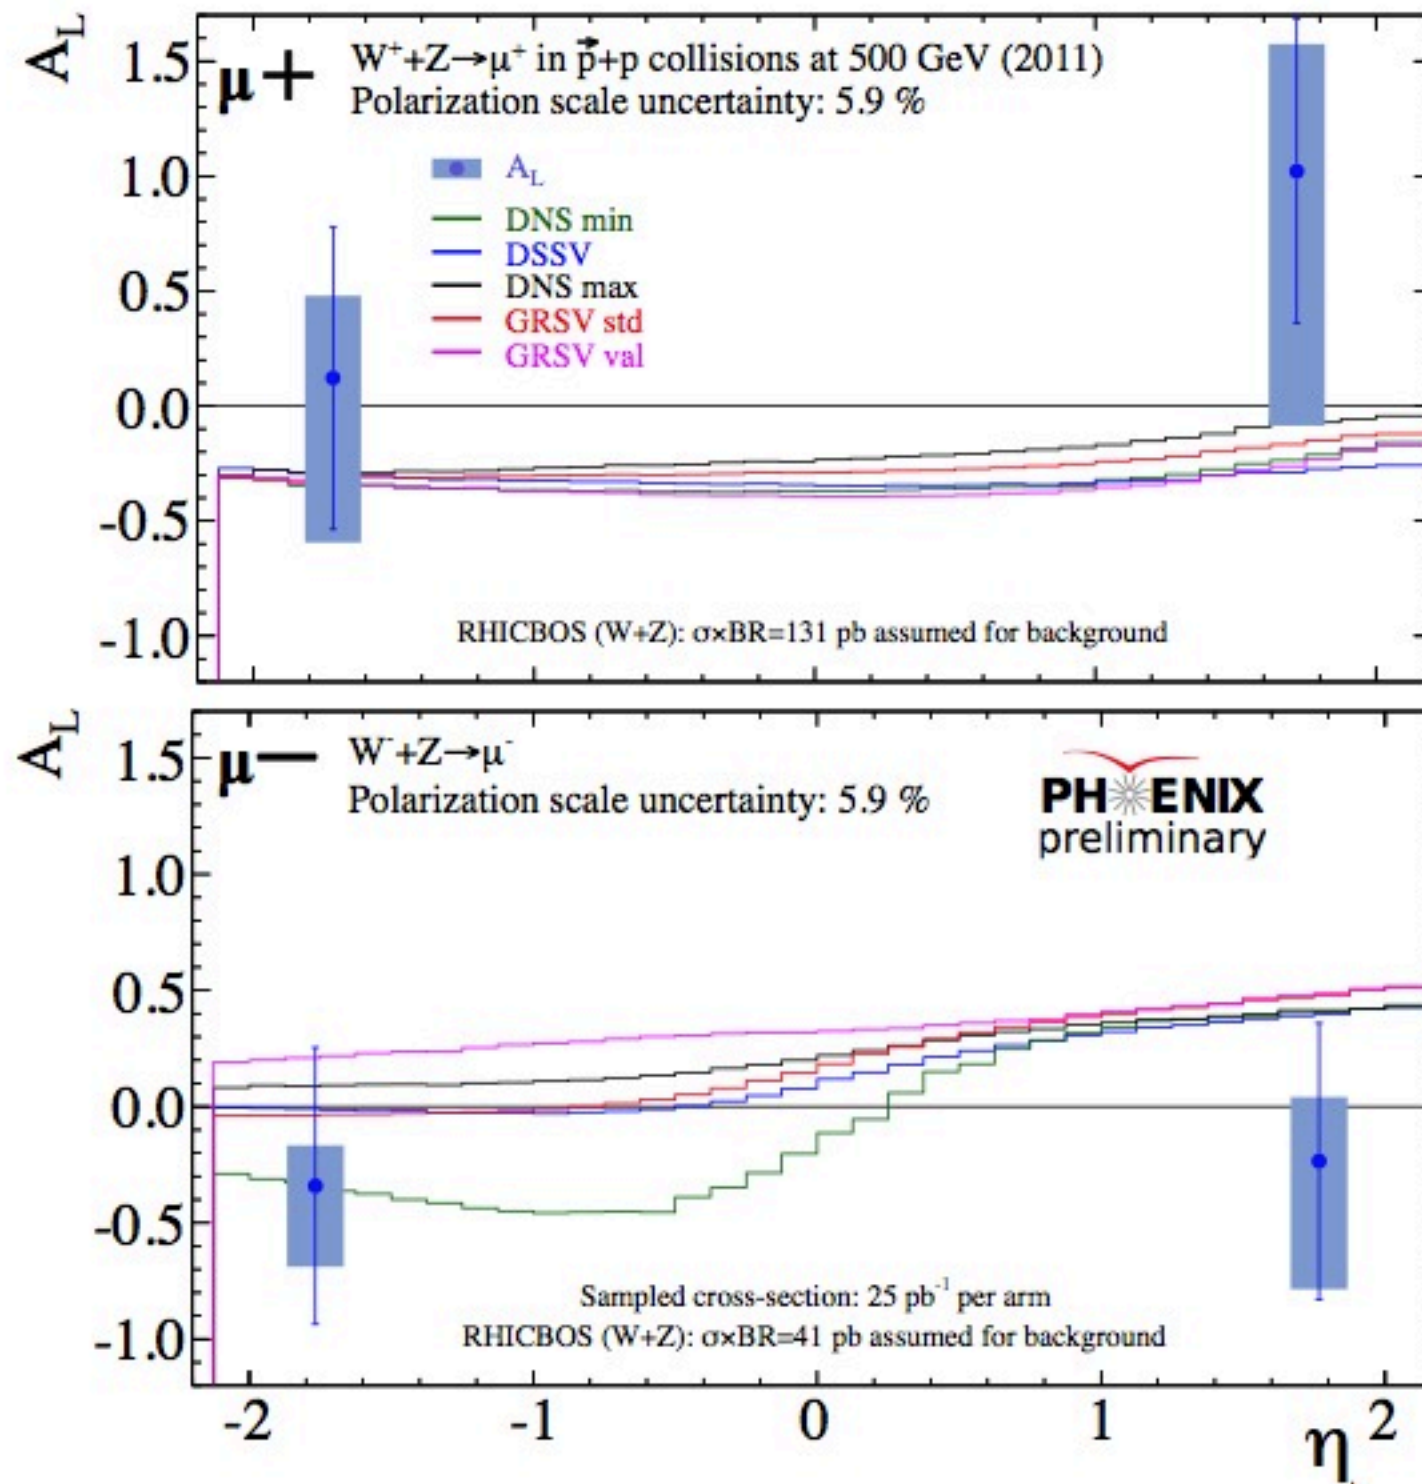 A_L
μ+
W⁺+Z→μ⁺ in p⃗+p collisions at 500 GeV (2011)
Polarization scale uncertainty: 5.9 %
A_L
DNS min
DSSV
DNS max
GRSV std
GRSV val
1.5
1.0
0.5
0.0
-0.5
-1.0
RHICBOS (W+Z): σ×BR=131 pb assumed for background
A_L
μ−
W⁻+Z→μ⁻
Polarization scale uncertainty: 5.9 %
PHENIX
preliminary
1.5
1.0
0.5
0.0
-0.5
-1.0
Sampled cross-section: 25 pb⁻¹ per arm
RHICBOS (W+Z): σ×BR=41 pb assumed for background
-2 -1 0 1 η 2